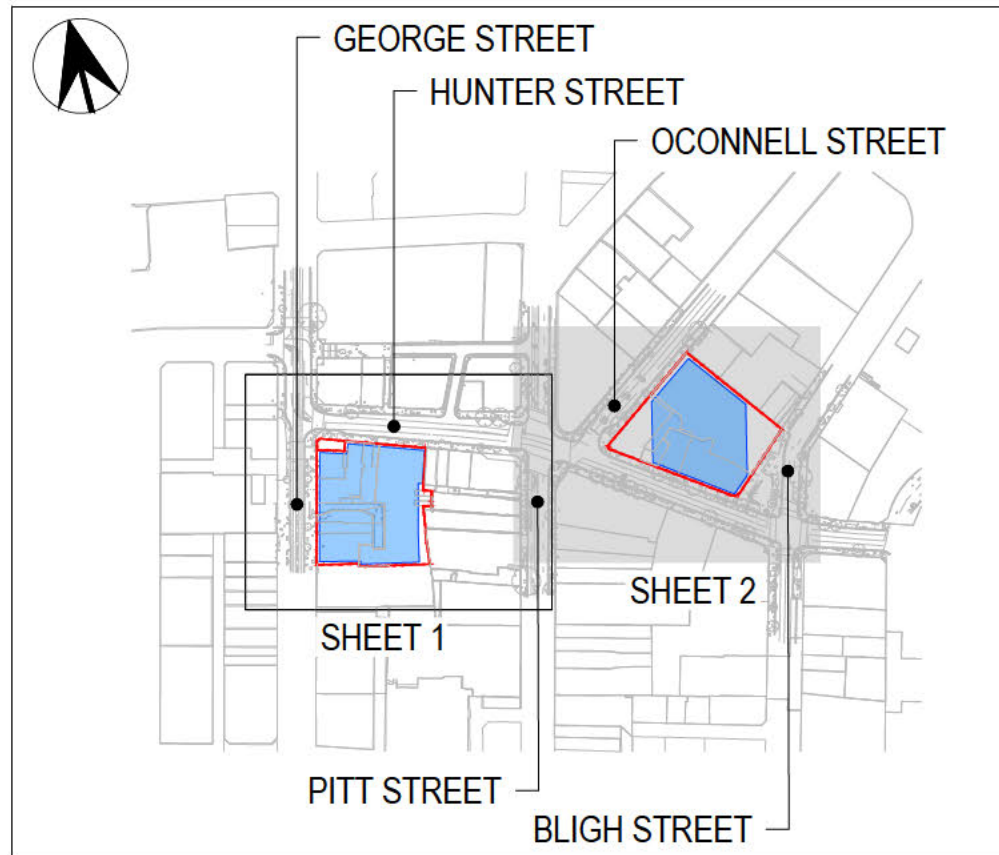 GEORGE STREET
HUNTER STREET
OCONNELL STREET
SHEET 2
SHEET 1
PITT STREET
BLIGH STREET